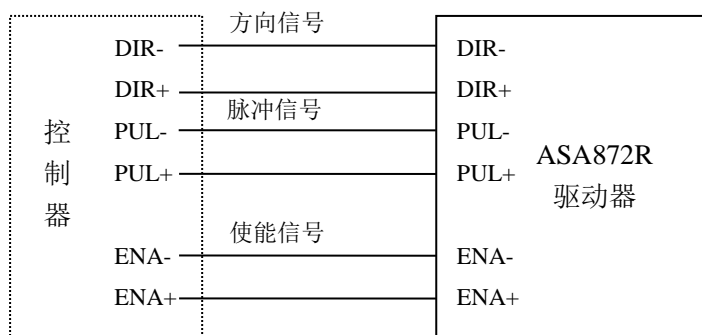 方向信号
DIR-
DIR-
DIR+
DIR+
脉冲信号
PUL-
PUL-
PUL+
PUL+
控制器
ASA872R
驱动器
使能信号
ENA-
ENA-
ENA+
ENA+